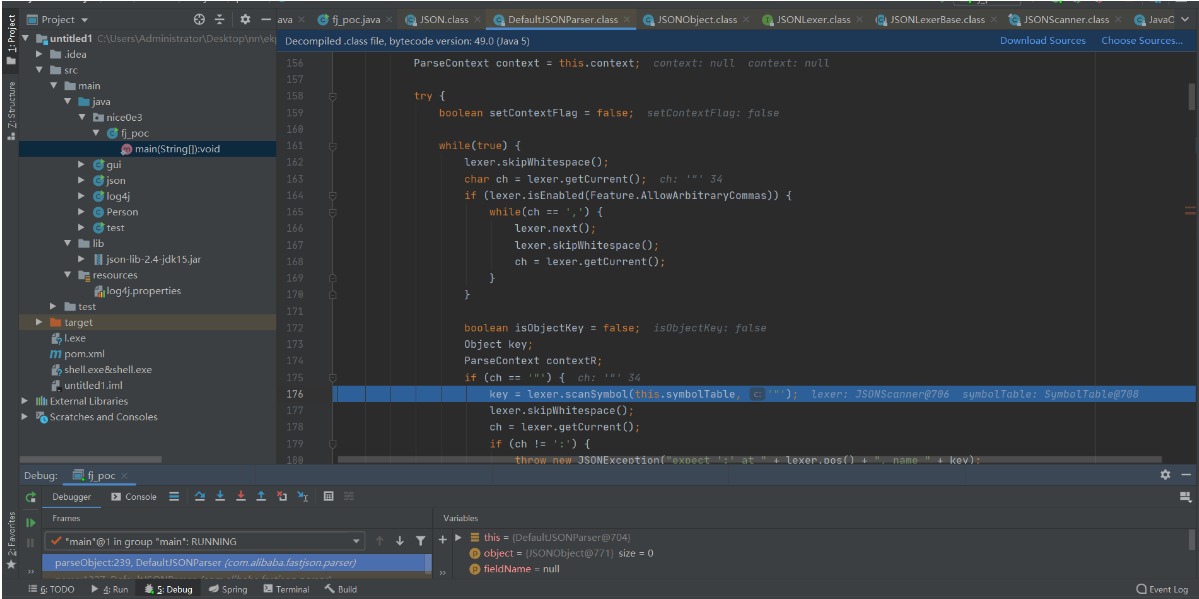 Project
ava
fj_poc.java
JSON.class
DefaultJSONParser.class
JSONObject.class
JSONLexer.class
JSONLexerBase.class
JSONScanner.class
JavaO
1: Project
Z: Structure
2: Favorites
untitled1 C:\Users\Administrator\Desktop\nn\ekp
.idea
src
main
java
nice0e3
fj_poc
main(String[]):void
gui
json
log4j
Person
test
lib
json-lib-2.4-jdk15.jar
resources
log4j.properties
test
target
l.exe
pom.xml
shell.exe&shell.exe
untitled1.iml
External Libraries
Scratches and Consoles
Decompiled .class file, bytecode version: 49.0 (Java 5)
Download Sources
Choose Sources...
156 ParseContext context = this.context; context: null context: null
157
158 try {
159 boolean setContextFlag = false; setContextFlag: false
160
161 while(true) {
162 lexer.skipWhitespace();
163 char ch = lexer.getCurrent(); ch: '"' 34
164 if (lexer.isEnabled(Feature.AllowArbitraryCommas)) {
165 while(ch == ',') {
166 lexer.next();
167 lexer.skipWhitespace();
168 ch = lexer.getCurrent();
169 }
170 }
171
172 boolean isObjectKey = false; isObjectKey: false
173 Object key;
174 ParseContext contextR;
175 if (ch == '"') { ch: '"' 34
176 key = lexer.scanSymbol(this.symbolTable, c: '"'); lexer: JSONScanner@706 symbolTable: SymbolTable@708
177 lexer.skipWhitespace();
178 ch = lexer.getCurrent();
179 if (ch != ':') {
180 throw new JSONException("expect ':' at " + lexer.pos() + ", name " + key);
Debug: fj_poc
Debugger
Console
Frames
Variables
"main"@1 in group "main": RUNNING
parseObject:239, DefaultJSONParser (com.alibaba.fastjson.parser)
parse:1327, DefaultJSONParser (com.alibaba.fastjson.parser)
this = {DefaultJSONParser@704}
object = {JSONObject@771} size = 0
fieldName = null
6: TODO
4: Run
5: Debug
Spring
Terminal
Build
Event Log